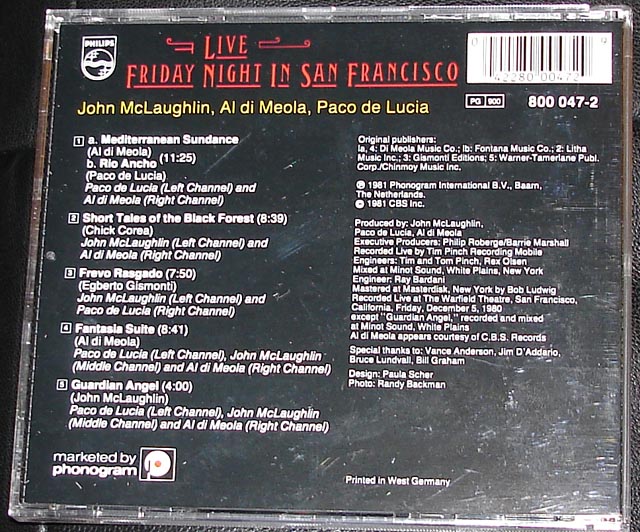 PHILIPS
LIVE
FRIDAY NIGHT IN SAN FRANCISCO
John McLaughlin, Al di Meola, Paco de Lucia
0 42280 00472 9
PG 900 800 047-2
1 a. Mediterranean Sundance
(Al di Meola)
(11:25)
b. Rio Ancho
(Paco de Lucia)
Paco de Lucia (Left Channel) and
Al di Meola (Right Channel)
2 Short Tales of the Black Forest (8:39)
(Chick Corea)
John McLaughlin (Left Channel) and
Al di Meola (Right Channel)
3 Frevo Rasgado (7:50)
(Egberto Gismonti)
John McLaughlin (Left Channel) and
Paco de Lucia (Right Channel)
4 Fantasia Suite (8:41)
(Al di Meola)
Paco de Lucia (Left Channel), John McLaughlin
(Middle Channel) and Al di Meola (Right Channel)
5 Guardian Angel (4:00)
(John McLaughlin)
Paco de Lucia (Left Channel), John McLaughlin
(Middle Channel) and Al di Meola (Right Channel)
Original publishers:
Ia, 4: Di Meola Music Co.; Ib: Fontana Music Co.; 2: Litha
Music Inc.; 3: Gismonti Editions; 5: Warner-Tamerlane Publ.
Corp./Chinmoy Music Inc.
℗ 1981 Phonogram International B.V., Baarn,
The Netherlands.
© 1981 CBS Inc.
Produced by: John McLaughlin,
Paco de Lucia, Al di Meola
Executive Producers: Philip Roberge/Barrie Marshall
Recorded Live by Tim Pinch Recording Mobile
Engineers: Tim and Tom Pinch, Rex Olsen
Mixed at Minot Sound, White Plains, New York
Engineer: Ray Bardani
Mastered at Masterdisk, New York by Bob Ludwig
Recorded Live at The Warfield Theatre, San Francisco,
California, Friday, December 5, 1980
except "Guardian Angel," recorded and mixed
at Minot Sound, White Plains
Al di Meola appears courtesy of C.B.S. Records
Special thanks to: Vance Anderson, Jim D'Addario,
Bruce Lundvall, Bill Graham
Design: Paula Scher
Photo: Randy Backman
marketed by
phonogram
Printed in West Germany